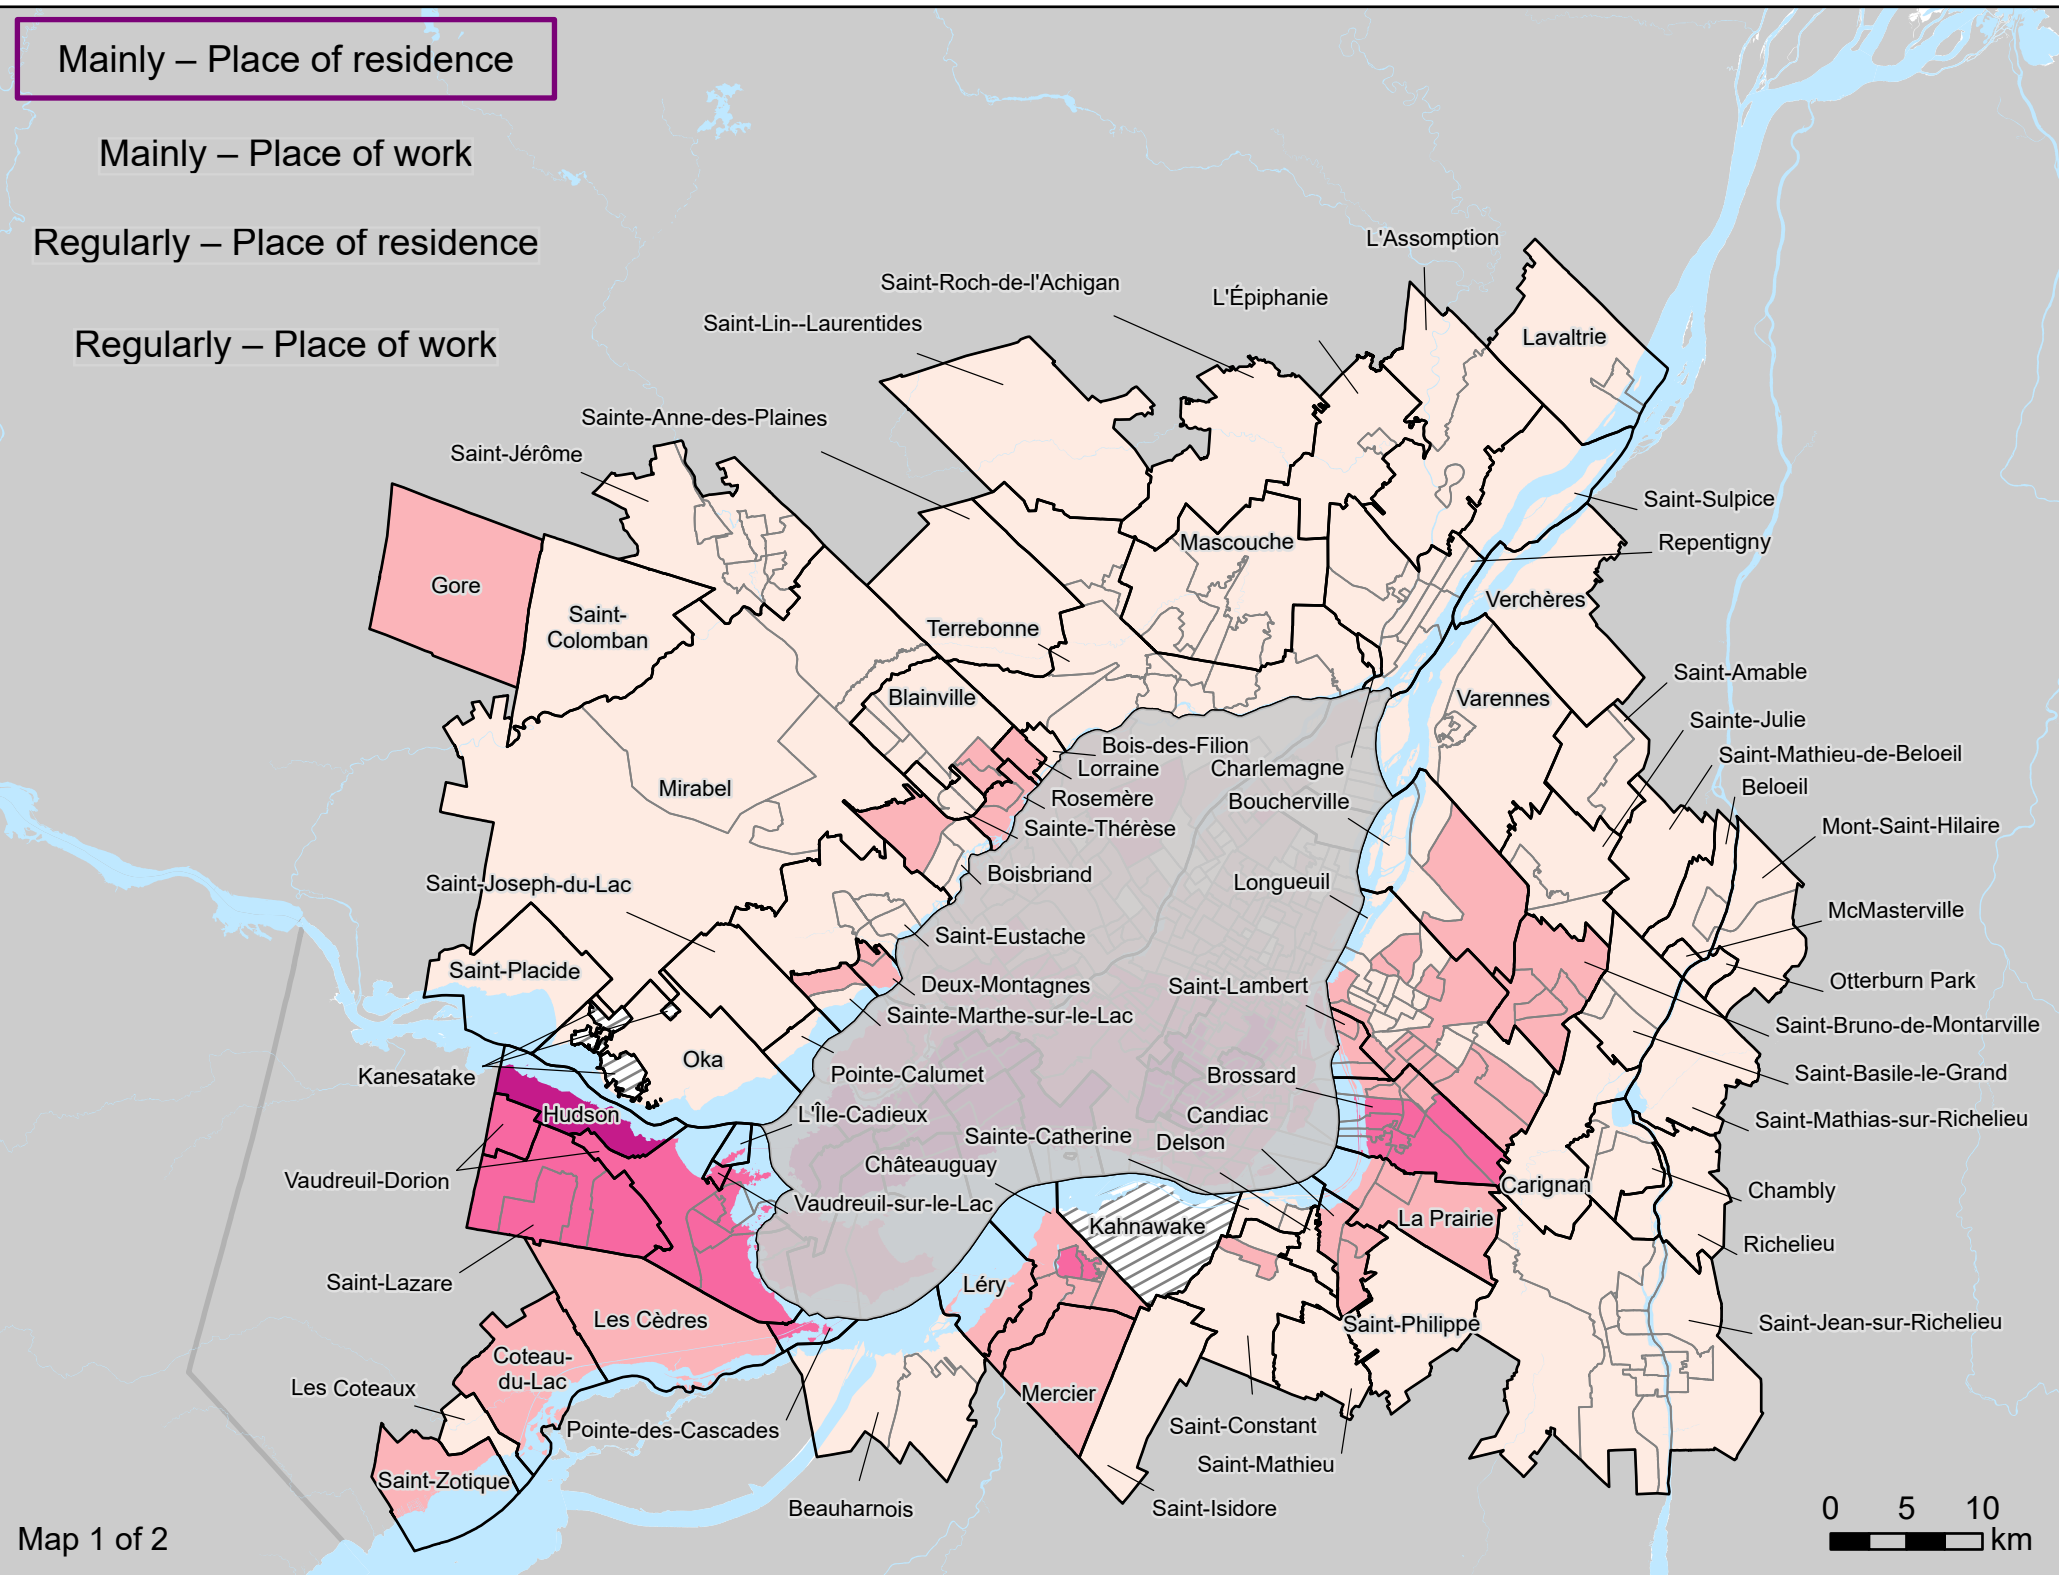 Mainly – Place of residence
Mainly – Place of work
Regularly – Place of residence
Regularly – Place of work
L'Assomption
Saint-Roch-de-l'Achigan
L'Épiphanie
Saint-Lin--Laurentides
Lavaltrie
Sainte-Anne-des-Plaines
Saint-Jérôme
Saint-Sulpice
Mascouche
Repentigny
Gore
Verchères
Saint-
Colomban
Terrebonne
Saint-Amable
Blainville
Varennes
Sainte-Julie
Bois-des-Filion
Saint-Mathieu-de-Beloeil
Lorraine
Charlemagne
Mirabel
Beloeil
Rosemère
Boucherville
Sainte-Thérèse
Mont-Saint-Hilaire
Boisbriand
Saint-Joseph-du-Lac
Longueuil
McMasterville
Saint-Eustache
Saint-Placide
Otterburn Park
Deux-Montagnes
Saint-Lambert
Sainte-Marthe-sur-le-Lac
Saint-Bruno-de-Montarville
Oka
Kanesatake
Pointe-Calumet
Brossard
Saint-Basile-le-Grand
Hudson
L'Île-Cadieux
Candiac
Saint-Mathias-sur-Richelieu
Sainte-Catherine
Delson
Châteauguay
Vaudreuil-Dorion
Carignan
Chambly
Vaudreuil-sur-le-Lac
Kahnawake
La Prairie
Richelieu
Saint-Lazare
Léry
Les Cèdres
Saint-Philippe
Saint-Jean-sur-Richelieu
Coteau-
du-Lac
Les Coteaux
Mercier
Pointe-des-Cascades
Saint-Constant
Saint-Mathieu
Saint-Zotique
Beauharnois
Saint-Isidore
0 5 10
km
Map 1 of 2